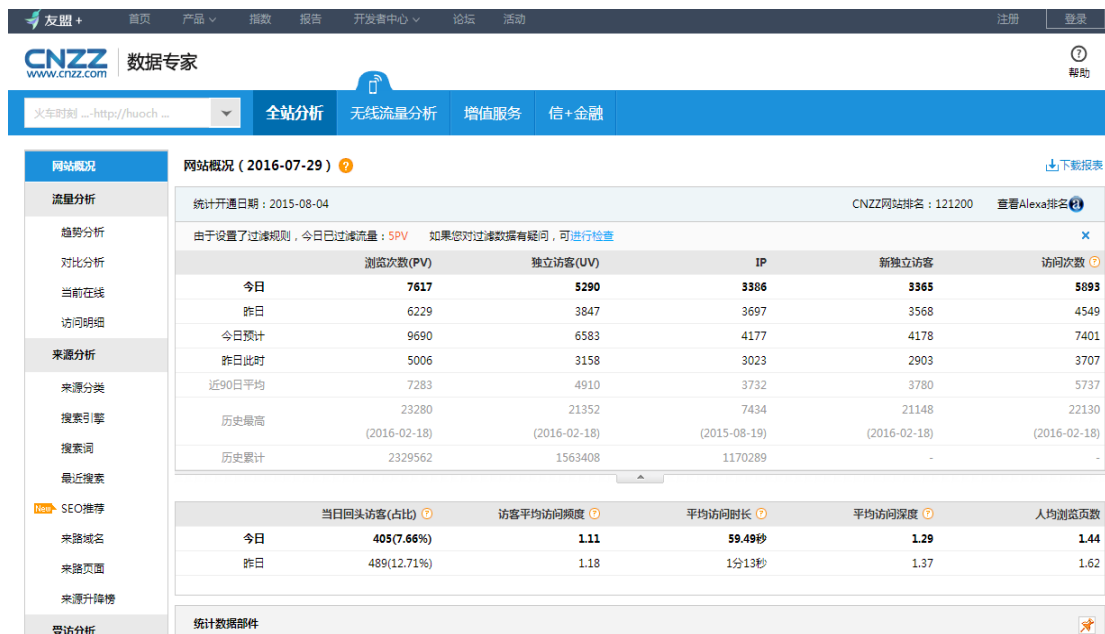 友盟+ 首页 产品 指数 报告 开发者中心 论坛 活动 注册 登录
CNZZ 数据专家
www.cnzz.com
帮助
火车时刻 ...-http://huoch ... 全站分析 无线流量分析 增值服务 信+金融
网站概况 网站概况 ( 2016-07-29 ) 下载报表
流量分析 统计开通日期 : 2015-08-04 CNZZ网站排名 : 121200 查看Alexa排名
趋势分析 由于设置了过滤规则 , 今日已过滤流量 : 5PV 如果您对过滤数据有疑问 , 可进行检查
对比分析 浏览次数(PV) 独立访客(UV) IP 新独立访客 访问次数
当前在线 今日 7617 5290 3386 3365 5893
昨日 6229 3847 3697 3568 4549
访问明细 今日预计 9690 6583 4177 4178 7401
来源分析 昨日此时 5006 3158 3023 2903 3707
来源分类 近90日平均 7283 4910 3732 3780 5737
搜索引擎 历史最高 23280 21352 7434 21148 22130
(2016-02-18) (2016-02-18) (2015-08-19) (2016-02-18) (2016-02-18)
搜索词 历史累计 2329562 1563408 1170289 - -
最近搜索
New SEO推荐 当日回头访客(占比) 访客平均访问频度 平均访问时长 平均访问深度 人均浏览页数
来路域名 今日 405(7.66%) 1.11 59.49秒 1.29 1.44
来路页面 昨日 489(12.71%) 1.18 1分13秒 1.37 1.62
来源升降榜
受访分析 统计数据部件